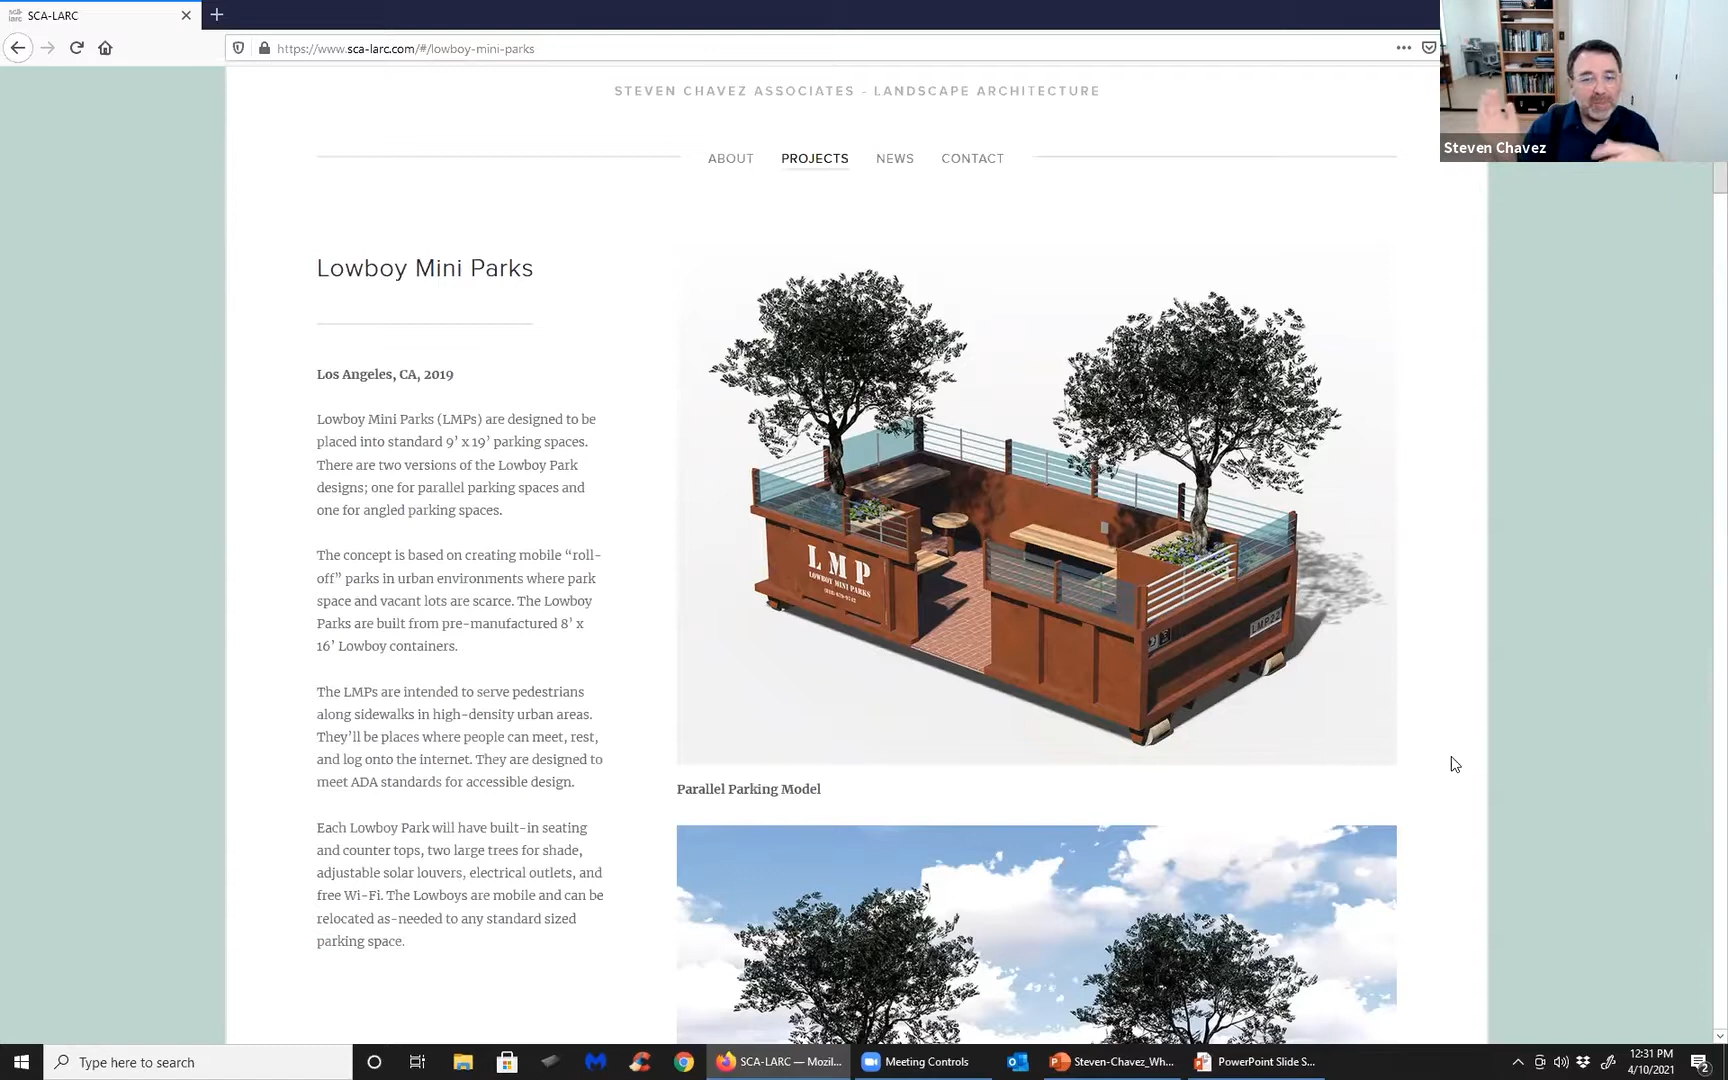 SCA-LARC
https://www.sca-larc.com/#/lowboy-mini-parks
Steven Chavez
STEVEN CHAVEZ ASSOCIATES - LANDSCAPE ARCHITECTURE
ABOUT PROJECTS NEWS CONTACT
Lowboy Mini Parks
Los Angeles, CA, 2019
Lowboy Mini Parks (LMPs) are designed to be
placed into standard 9’ x 19’ parking spaces.
There are two versions of the Lowboy Park
designs; one for parallel parking spaces and
one for angled parking spaces.
The concept is based on creating mobile “roll-
off” parks in urban environments where park
space and vacant lots are scarce. The Lowboy
Parks are built from pre-manufactured 8’ x
16’ Lowboy containers.
The LMPs are intended to serve pedestrians
along sidewalks in high-density urban areas.
They’ll be places where people can meet, rest,
and log onto the internet. They are designed to
meet ADA standards for accessible design.
Each Lowboy Park will have built-in seating
and counter tops, two large trees for shade,
adjustable solar louvers, electrical outlets, and
free Wi-Fi. The Lowboys are mobile and can be
relocated as-needed to any standard sized
parking space.
LMP
LOWBOY MINI PARKS
Parallel Parking Model
Type here to search
SCA-LARC — Mozil...
Meeting Controls
Steven-Chavez_Wh...
PowerPoint Slide S...
12:31 PM
4/10/2021
2